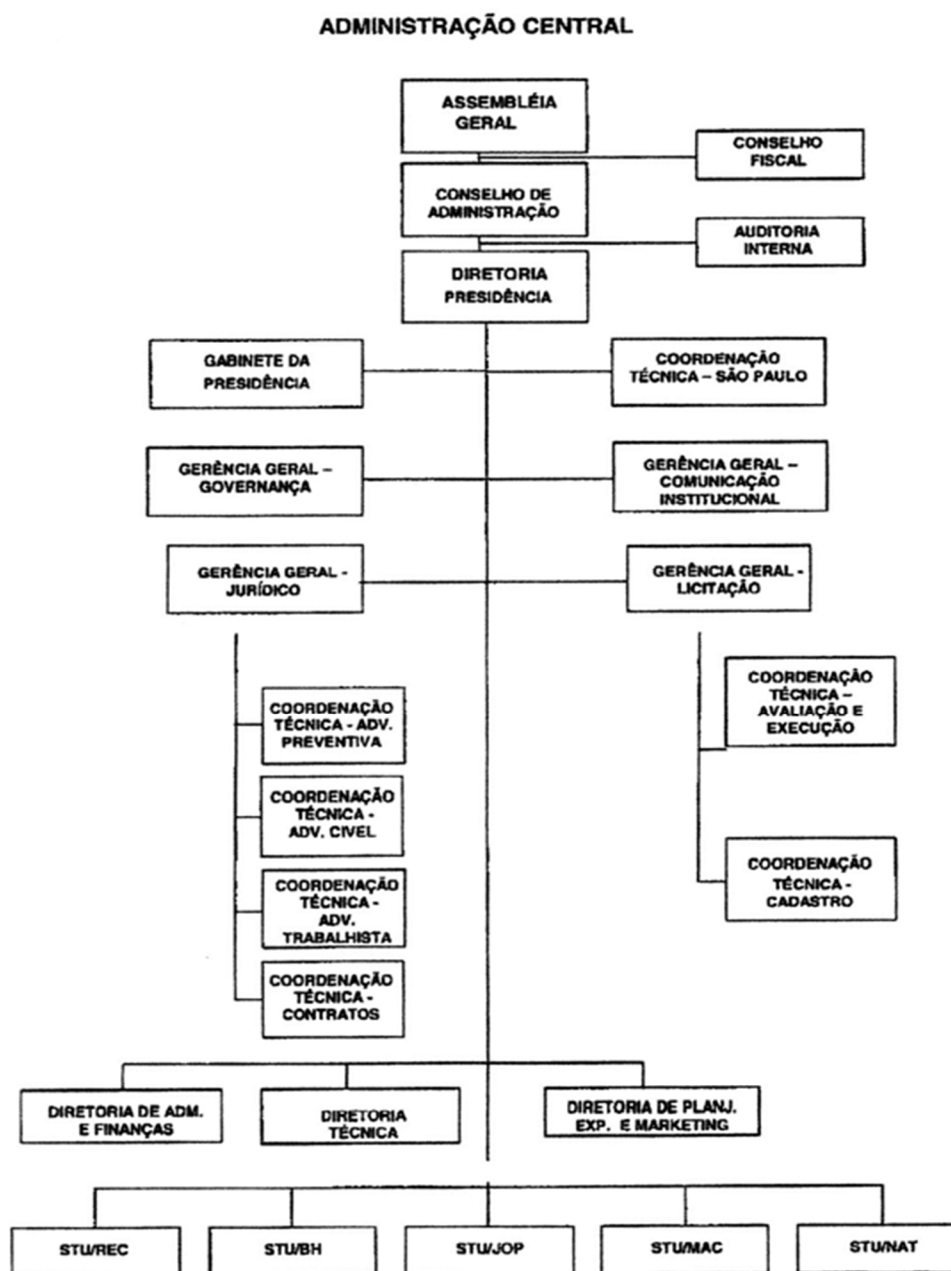 ADMINISTRAÇÃO CENTRAL
ASSEMBLÉIA
GERAL
CONSELHO
FISCAL
CONSELHO DE
ADMINISTRAÇÃO
AUDITORIA
INTERNA
DIRETORIA
PRESIDÊNCIA
GABINETE DA
PRESIDÊNCIA
COORDENAÇÃO
TÉCNICA – SÃO PAULO
GERÊNCIA GERAL –
GOVERNANÇA
GERÊNCIA GERAL –
COMUNICAÇÃO
INSTITUCIONAL
GERÊNCIA GERAL -
JURÍDICO
GERÊNCIA GERAL -
LICITAÇÃO
COORDENAÇÃO
TÉCNICA - ADV.
PREVENTIVA
COORDENAÇÃO
TÉCNICA -
ADV. CIVEL
COORDENAÇÃO
TÉCNICA -
ADV.
TRABALHISTA
COORDENAÇÃO
TÉCNICA -
CONTRATOS
COORDENAÇÃO
TÉCNICA –
AVALIAÇÃO E
EXECUÇÃO
COORDENAÇÃO
TÉCNICA -
CADASTRO
DIRETORIA DE ADM.
E FINANÇAS
DIRETORIA
TÉCNICA
DIRETORIA DE PLANJ.
EXP. E MARKETING
STU/REC
STU/BH
STU/JOP
STU/MAC
STU/NAT